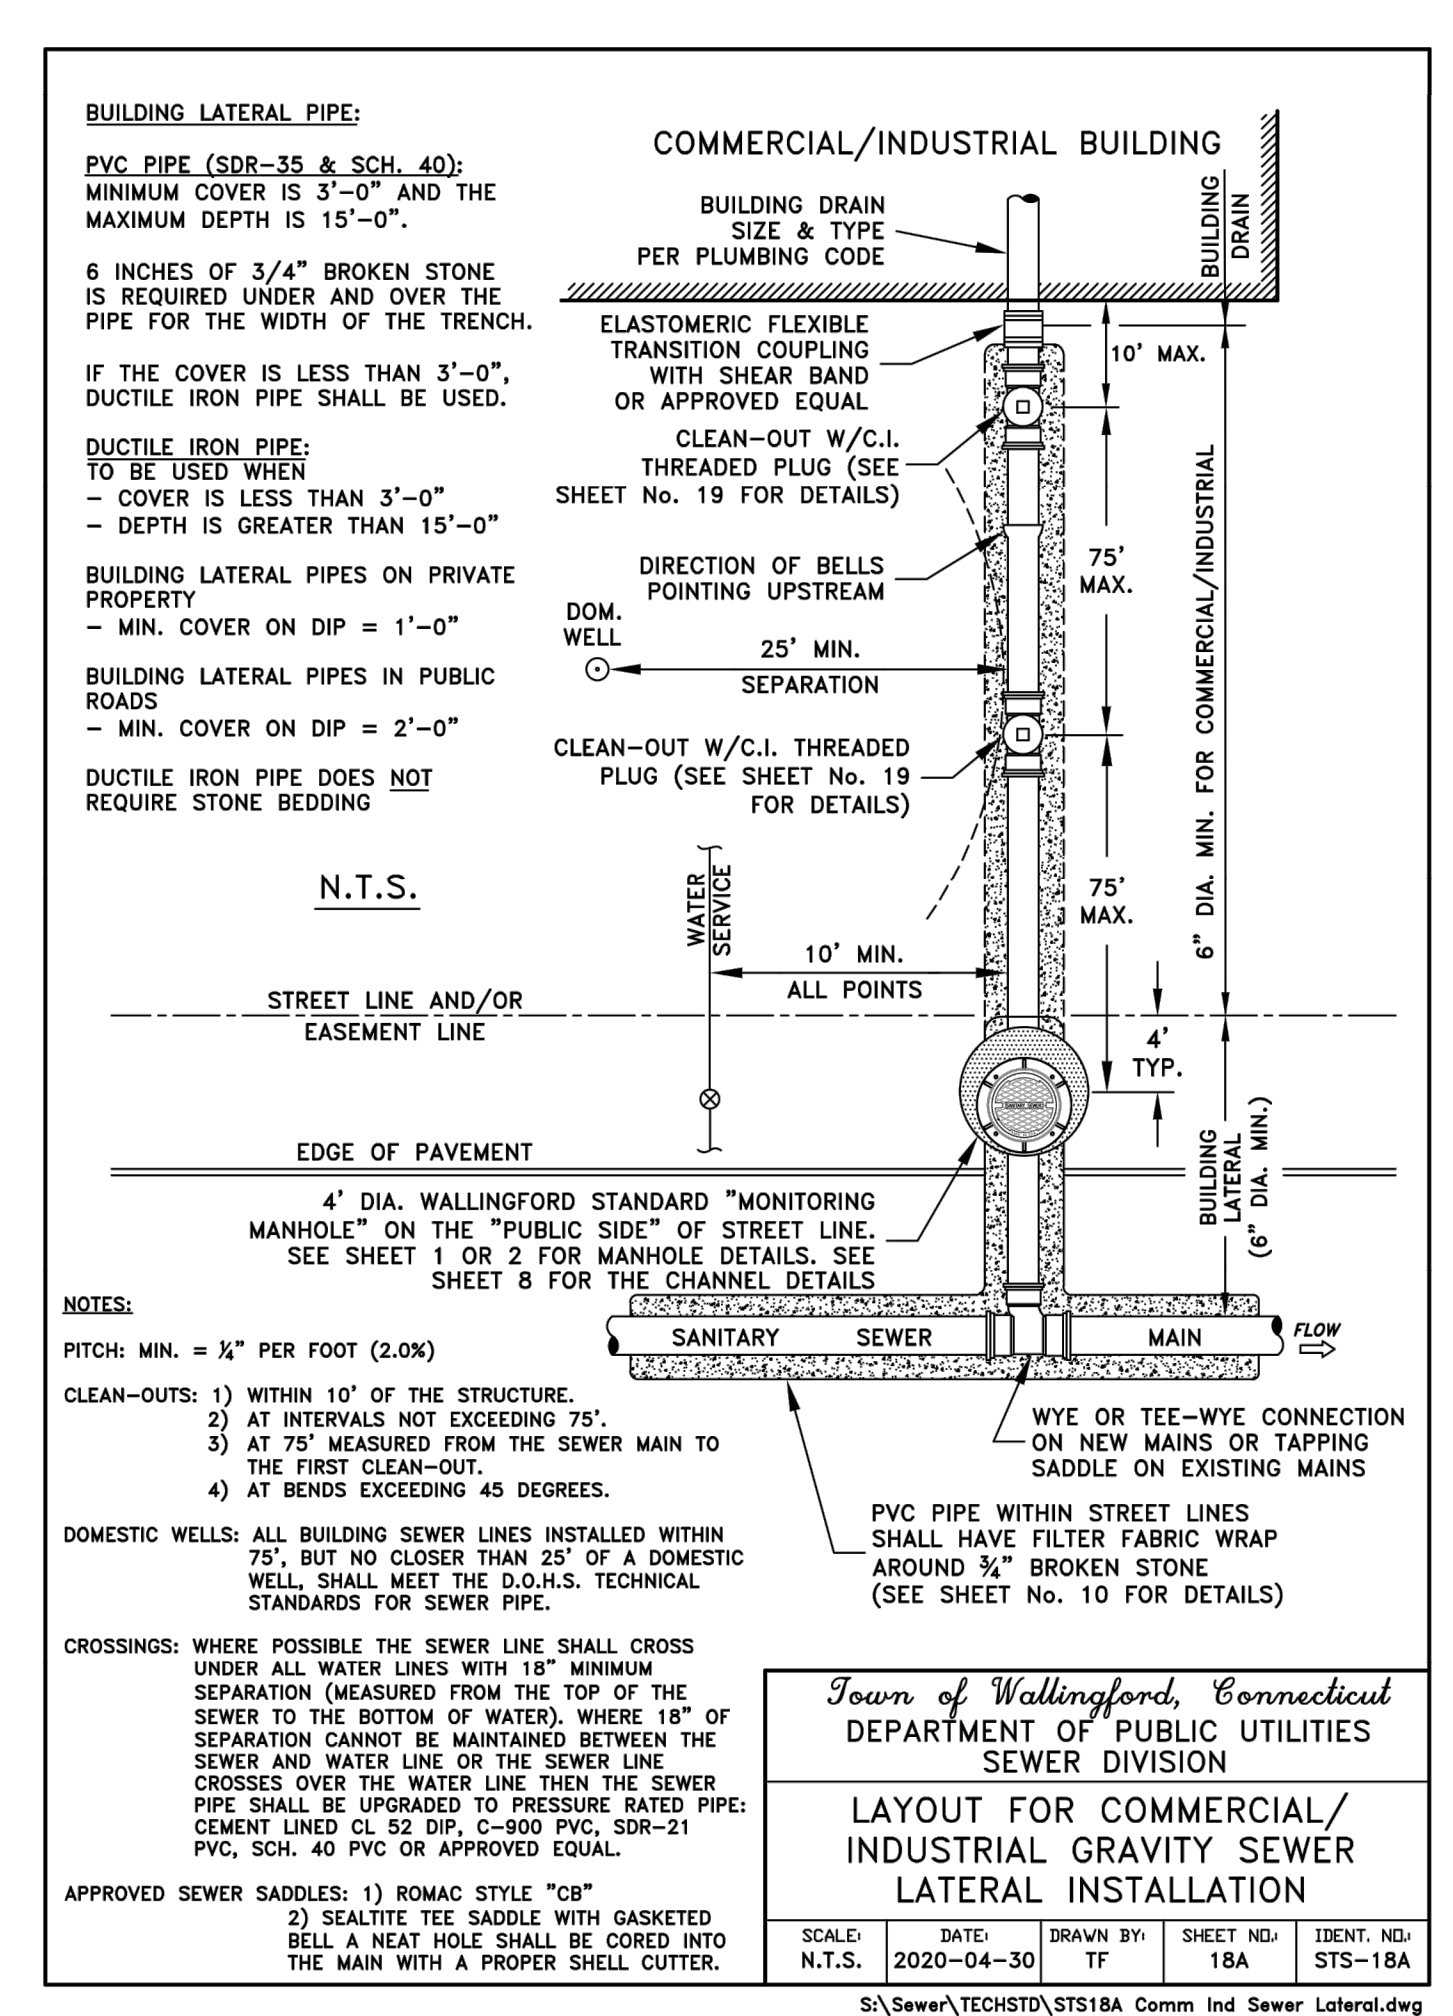 BUILDING LATERAL PIPE:
PVC PIPE (SDR-35 & SCH. 40):
MINIMUM COVER IS 3'-0" AND THE
MAXIMUM DEPTH IS 15'-0".
6 INCHES OF 3/4" BROKEN STONE
IS REQUIRED UNDER AND OVER THE
PIPE FOR THE WIDTH OF THE TRENCH.
IF THE COVER IS LESS THAN 3'-0",
DUCTILE IRON PIPE SHALL BE USED.
DUCTILE IRON PIPE:
TO BE USED WHEN
- COVER IS LESS THAN 3'-0"
- DEPTH IS GREATER THAN 15'-0"
BUILDING LATERAL PIPES ON PRIVATE
PROPERTY
- MIN. COVER ON DIP = 1'-0"
BUILDING LATERAL PIPES IN PUBLIC
ROADS
- MIN. COVER ON DIP = 2'-0"
DUCTILE IRON PIPE DOES NOT
REQUIRE STONE BEDDING
N.T.S.
COMMERCIAL/INDUSTRIAL BUILDING
BUILDING DRAIN
SIZE & TYPE
PER PLUMBING CODE
BUILDING
DRAIN
ELASTOMERIC FLEXIBLE
TRANSITION COUPLING
WITH SHEAR BAND
OR APPROVED EQUAL
10' MAX.
CLEAN-OUT W/C.I.
THREADED PLUG (SEE
SHEET No. 19 FOR DETAILS)
DIRECTION OF BELLS
POINTING UPSTREAM
75'
MAX.
DOM.
WELL
25' MIN.
SEPARATION
CLEAN-OUT W/C.I. THREADED
PLUG (SEE SHEET No. 19
FOR DETAILS)
6" DIA. MIN. FOR COMMERCIAL/INDUSTRIAL
WATER
SERVICE
75'
MAX.
10' MIN.
ALL POINTS
STREET LINE AND/OR
EASEMENT LINE
4'
TYP.
SANITARY SEWER
EDGE OF PAVEMENT
BUILDING
LATERAL
(6" DIA. MIN.)
4' DIA. WALLINGFORD STANDARD "MONITORING
MANHOLE" ON THE "PUBLIC SIDE" OF STREET LINE.
SEE SHEET 1 OR 2 FOR MANHOLE DETAILS. SEE
SHEET 8 FOR THE CHANNEL DETAILS
SANITARY SEWER MAIN
FLOW
WYE OR TEE-WYE CONNECTION
ON NEW MAINS OR TAPPING
SADDLE ON EXISTING MAINS
PVC PIPE WITHIN STREET LINES
SHALL HAVE FILTER FABRIC WRAP
AROUND ¾" BROKEN STONE
(SEE SHEET No. 10 FOR DETAILS)
NOTES:
PITCH: MIN. = ¼" PER FOOT (2.0%)
CLEAN-OUTS: 1) WITHIN 10' OF THE STRUCTURE.
2) AT INTERVALS NOT EXCEEDING 75'.
3) AT 75' MEASURED FROM THE SEWER MAIN TO
THE FIRST CLEAN-OUT.
4) AT BENDS EXCEEDING 45 DEGREES.
DOMESTIC WELLS: ALL BUILDING SEWER LINES INSTALLED WITHIN
75', BUT NO CLOSER THAN 25' OF A DOMESTIC
WELL, SHALL MEET THE D.O.H.S. TECHNICAL
STANDARDS FOR SEWER PIPE.
CROSSINGS: WHERE POSSIBLE THE SEWER LINE SHALL CROSS
UNDER ALL WATER LINES WITH 18" MINIMUM
SEPARATION (MEASURED FROM THE TOP OF THE
SEWER TO THE BOTTOM OF WATER). WHERE 18" OF
SEPARATION CANNOT BE MAINTAINED BETWEEN THE
SEWER AND WATER LINE OR THE SEWER LINE
CROSSES OVER THE WATER LINE THEN THE SEWER
PIPE SHALL BE UPGRADED TO PRESSURE RATED PIPE:
CEMENT LINED CL 52 DIP, C-900 PVC, SDR-21
PVC, SCH. 40 PVC OR APPROVED EQUAL.
APPROVED SEWER SADDLES: 1) ROMAC STYLE "CB"
2) SEALTITE TEE SADDLE WITH GASKETED
BELL A NEAT HOLE SHALL BE CORED INTO
THE MAIN WITH A PROPER SHELL CUTTER.
Town of Wallingford, Connecticut
DEPARTMENT OF PUBLIC UTILITIES
SEWER DIVISION
LAYOUT FOR COMMERCIAL/
INDUSTRIAL GRAVITY SEWER
LATERAL INSTALLATION
SCALE: DATE: DRAWN BY: SHEET NO.: IDENT. NO.:
N.T.S. 2020-04-30 TF 18A STS-18A
S:\Sewer\TECHSTD\STS18A Comm Ind Sewer Lateral.dwg